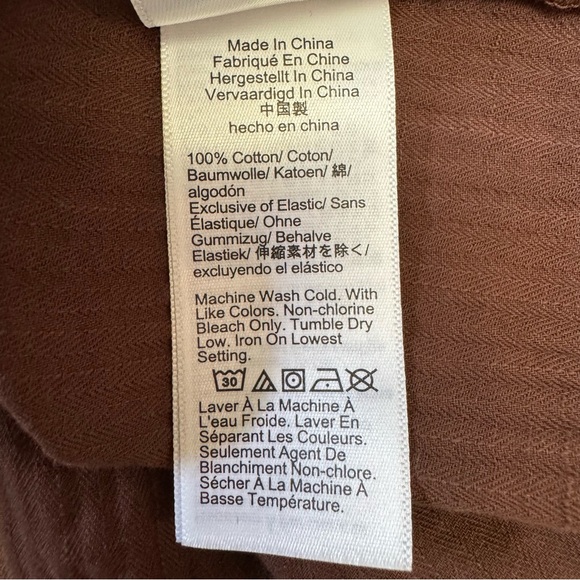 Made In China
Fabriqué En Chine
Hergestellt In China
Vervaardigd In China
中国製
hecho en china
100% Cotton/ Coton/
Baumwolle/ Katoen/ 綿/
algodón
Exclusive of Elastic/ Sans
Élastique/ Ohne
Gummizug/ Behalve
Elastiek/ 伸縮素材を除く/
excluyendo el elástico
Machine Wash Cold. With
Like Colors. Non-chlorine
Bleach Only. Tumble Dry
Low. Iron On Lowest
Setting.
30
Laver À La Machine À
L'eau Froide. Laver En
Séparant Les Couleurs.
Seulement Agent De
Blanchiment Non-chlore.
Sécher À La Machine À
Basse Température.